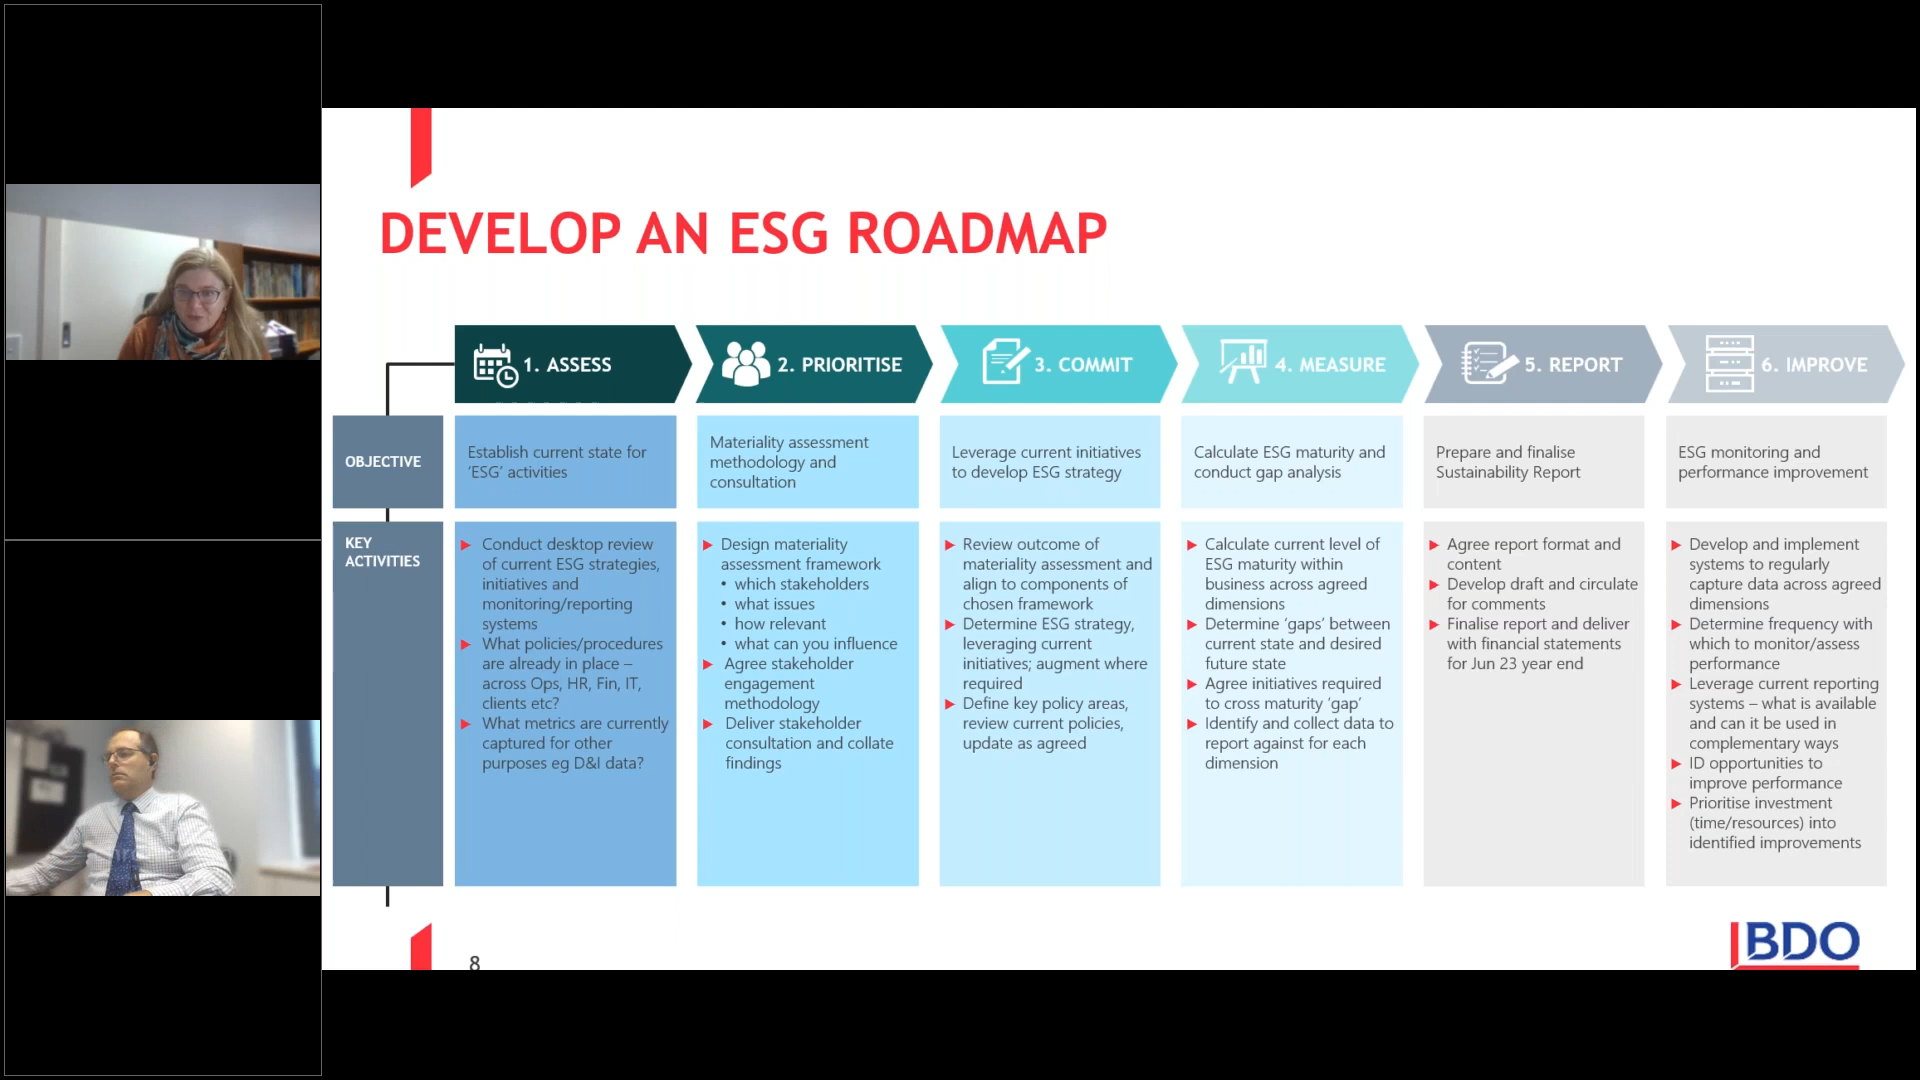 DEVELOP AN ESG ROADMAP
1. ASSESS
2. PRIORITISE
3. COMMIT
4. MEASURE
5. REPORT
6. IMPROVE
OBJECTIVE
Establish current state for
‘ESG’ activities
Materiality assessment
methodology and
consultation
Leverage current initiatives
to develop ESG strategy
Calculate ESG maturity and
conduct gap analysis
Prepare and finalise
Sustainability Report
ESG monitoring and
performance improvement
KEY
ACTIVITIES
Conduct desktop review
of current ESG strategies,
initiatives and
monitoring/reporting
systems
What policies/procedures
are already in place –
across Ops, HR, Fin, IT,
clients etc?
What metrics are currently
captured for other
purposes eg D&I data?
Design materiality
assessment framework
• which stakeholders
• what issues
• how relevant
• what can you influence
Agree stakeholder
engagement
methodology
Deliver stakeholder
consultation and collate
findings
Review outcome of
materiality assessment and
align to components of
chosen framework
Determine ESG strategy,
leveraging current
initiatives; augment where
required
Define key policy areas,
review current policies,
update as agreed
Calculate current level of
ESG maturity within
business across agreed
dimensions
Determine ‘gaps’ between
current state and desired
future state
Agree initiatives required
to cross maturity ‘gap’
Identify and collect data to
report against for each
dimension
Agree report format and
content
Develop draft and circulate
for comments
Finalise report and deliver
with financial statements
for Jun 23 year end
Develop and implement
systems to regularly
capture data across agreed
dimensions
Determine frequency with
which to monitor/assess
performance
Leverage current reporting
systems – what is available
and can it be used in
complementary ways
ID opportunities to
improve performance
Prioritise investment
(time/resources) into
identified improvements
8
BDO